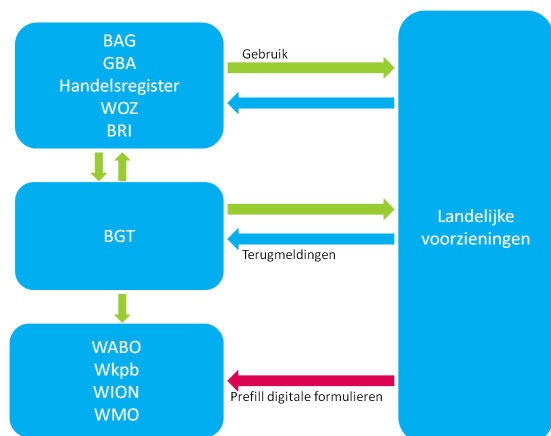 BAG
GBA
Handelsregister
WOZ
BRI
Gebruik
BGT
Terugmeldingen
Landelijke
voorzieningen
WABO
Wkpb
WION
WMO
Prefill digitale formulieren